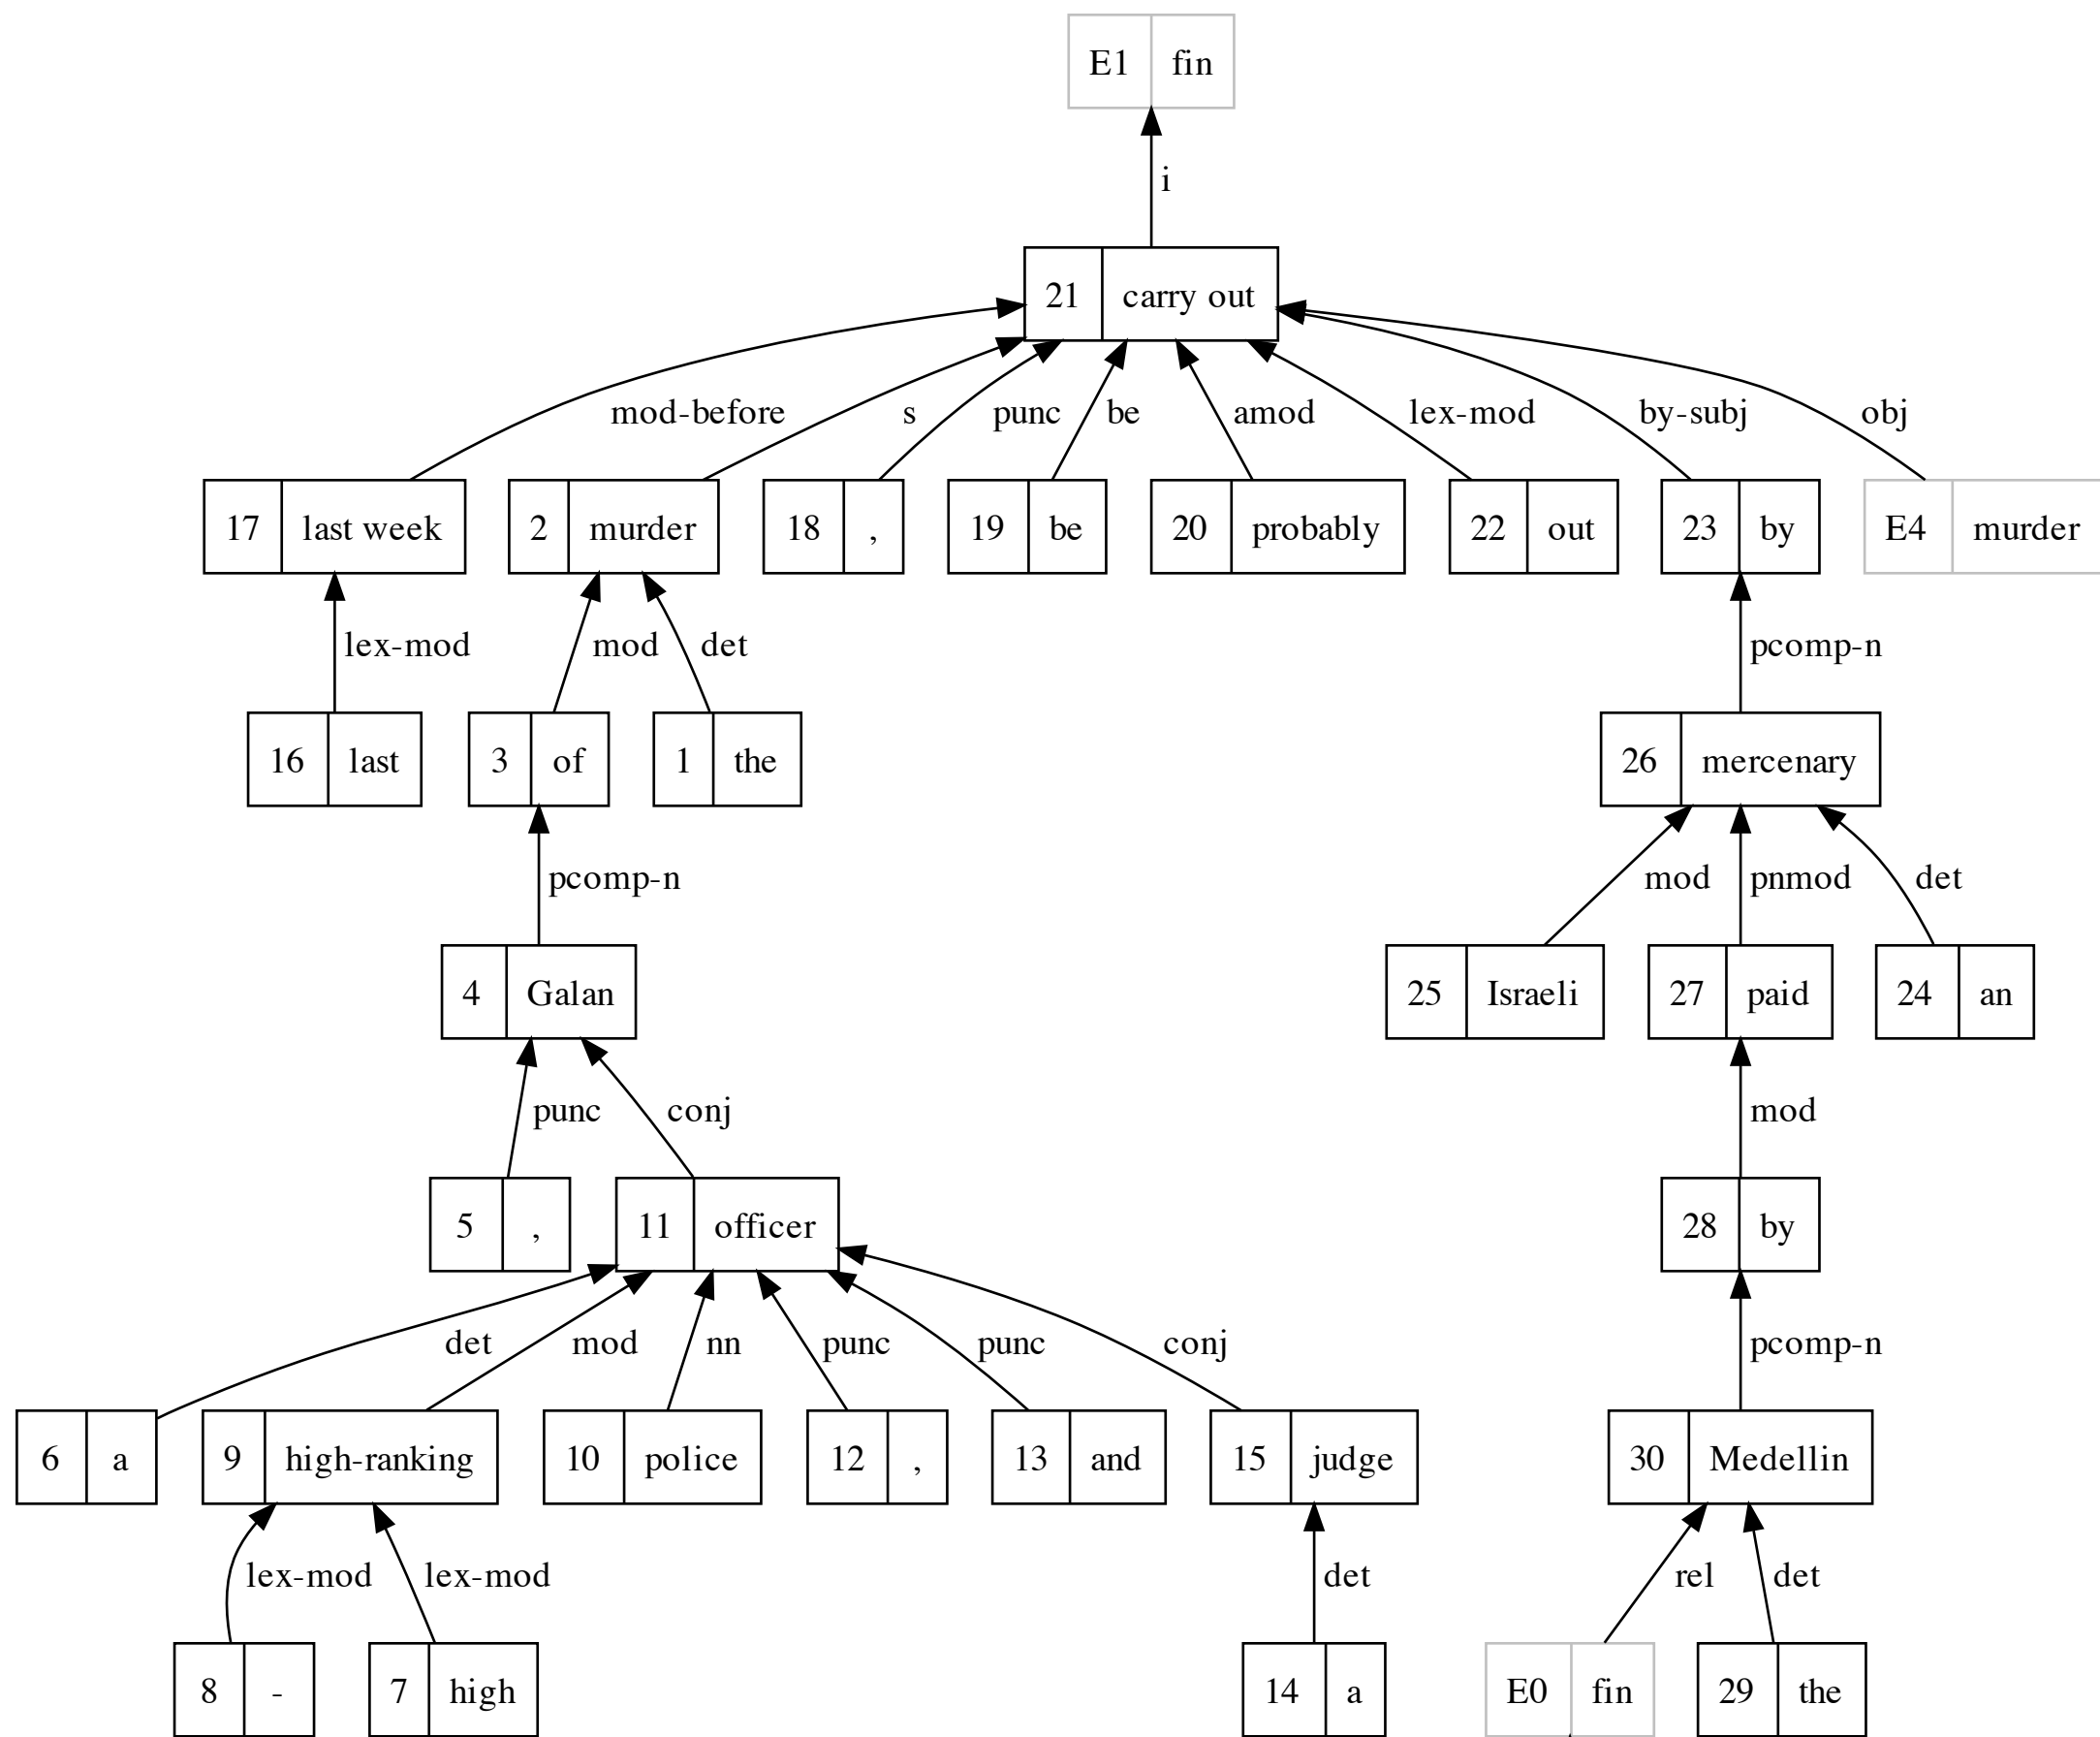 E1 fin
i
21 carry out
mod-before s punc be amod lex-mod by-subj obj
17 last week 2 murder 18 , 19 be 20 probably 22 out 23 by E4 murder
lex-mod mod det pcomp-n
16 last 3 of 1 the 26 mercenary
pcomp-n mod pnmod det
4 Galan 25 Israeli 27 paid 24 an
punc conj mod
5 , 11 officer 28 by
det mod nn punc punc conj pcomp-n
6 a 9 high-ranking 10 police 12 , 13 and 15 judge 30 Medellin
lex-mod lex-mod det rel det
8 - 7 high 14 a E0 fin 29 the